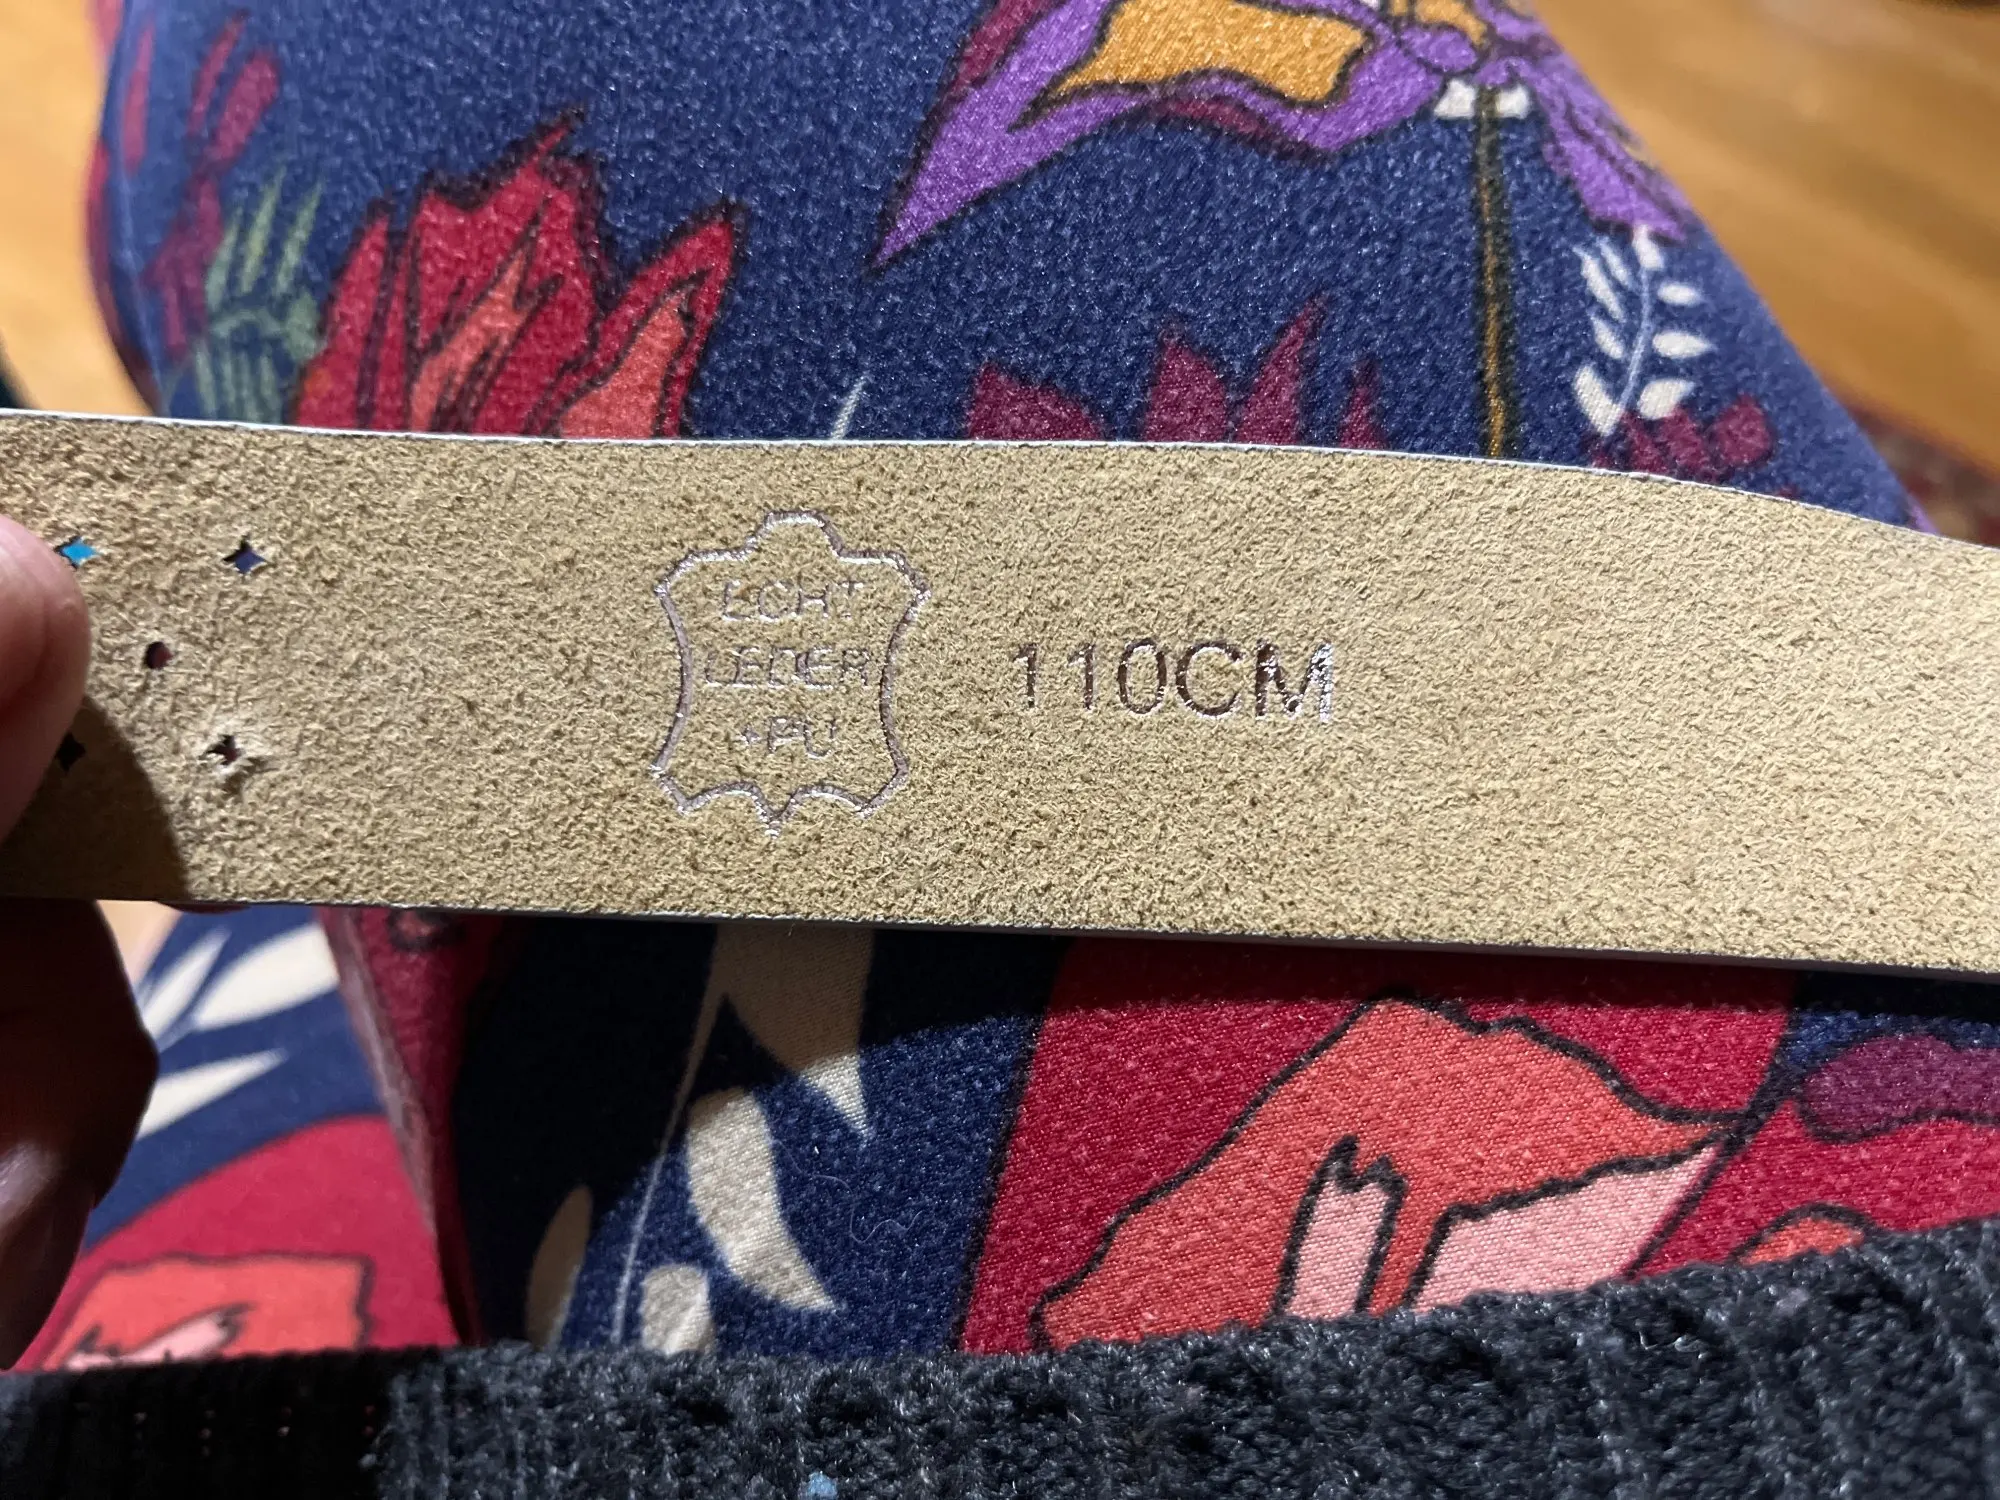 ECHT
LEDER
+PU
110CM